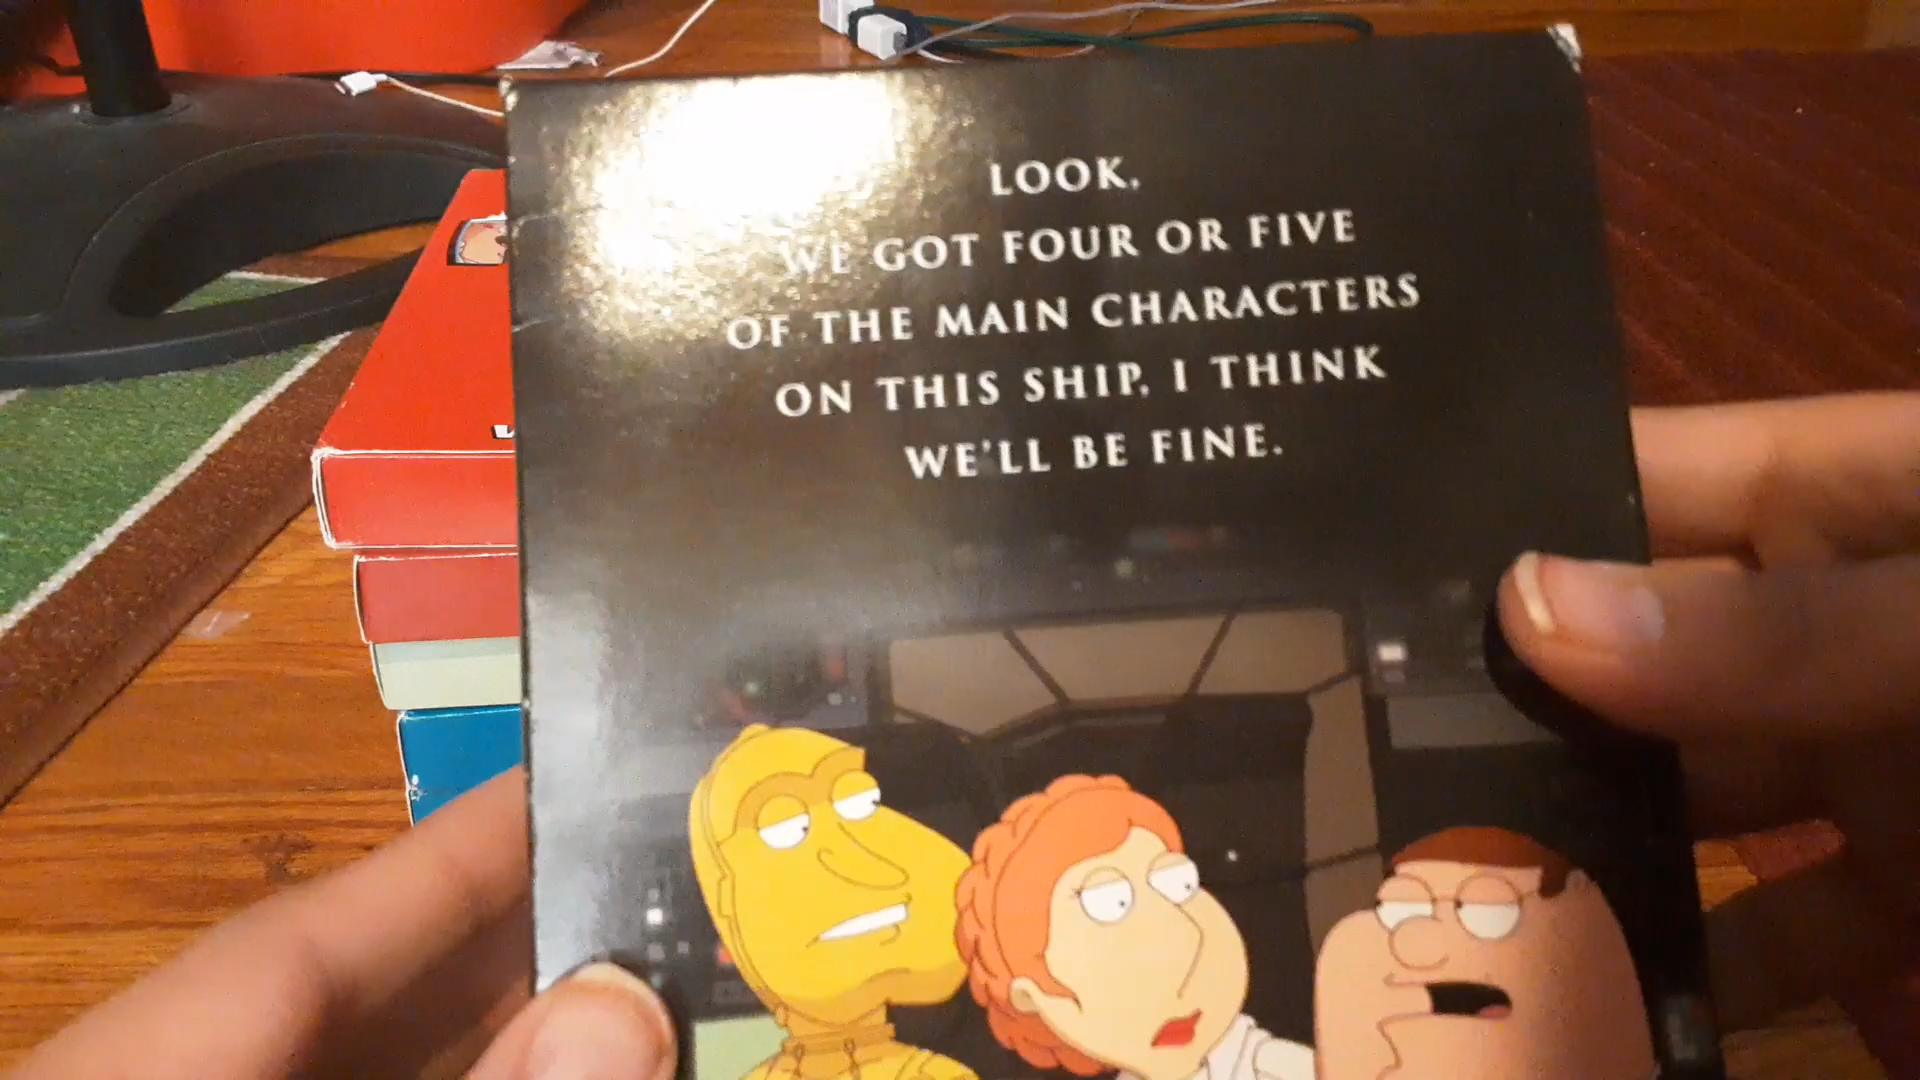 LOOK,
WE GOT FOUR OR FIVE
OF THE MAIN CHARACTERS
ON THIS SHIP, I THINK
WE'LL BE FINE.